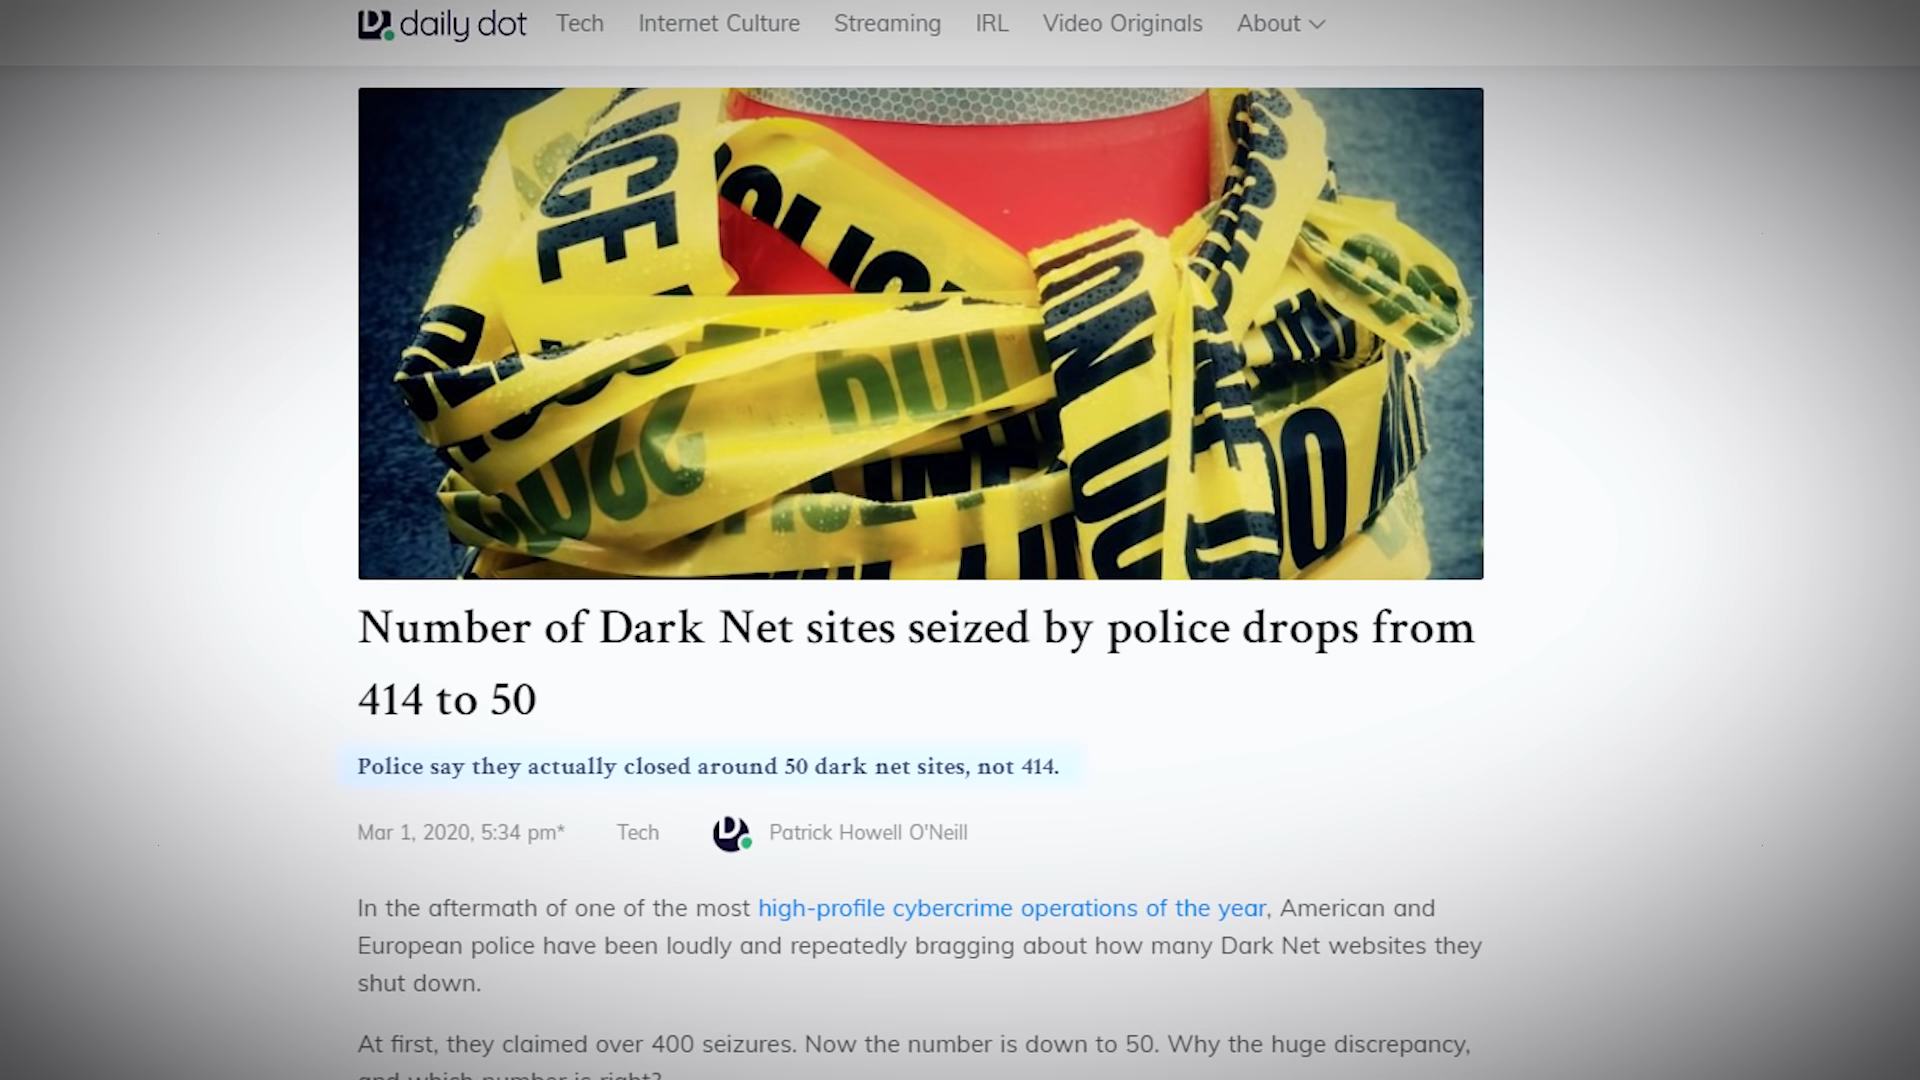 daily dot Tech Internet Culture Streaming IRL Video Originals About
Number of Dark Net sites seized by police drops from
414 to 50
Police say they actually closed around 50 dark net sites, not 414.
Mar 1, 2020, 5:34 pm* Tech Patrick Howell O'Neill
In the aftermath of one of the most high-profile cybercrime operations of the year, American and
European police have been loudly and repeatedly bragging about how many Dark Net websites they
shut down.
At first, they claimed over 400 seizures. Now the number is down to 50. Why the huge discrepancy,
and which number is right?